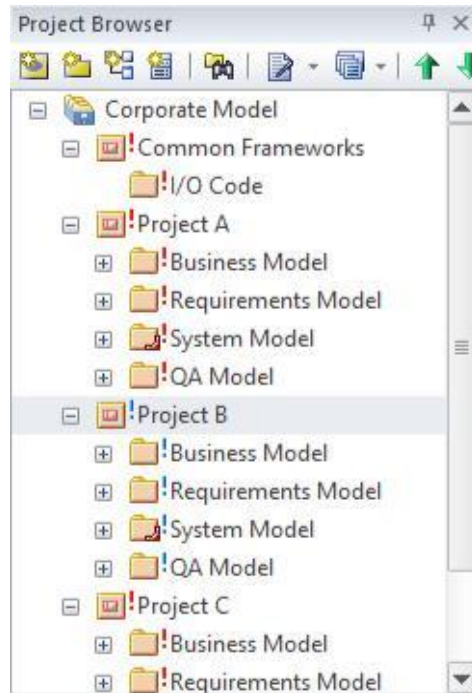 Project Browser
Corporate Model
!Common Frameworks
!I/O Code
!Project A
!Business Model
!Requirements Model
!System Model
!QA Model
!Project B
!Business Model
!Requirements Model
!System Model
!QA Model
!Project C
!Business Model
!Requirements Model